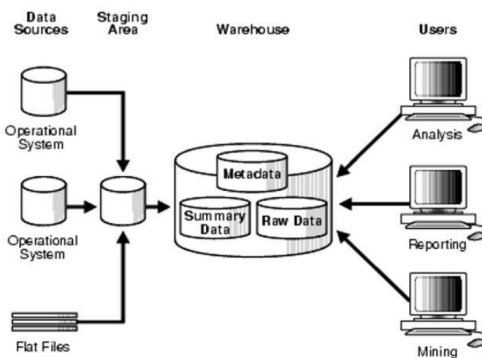 Data Sources
Staging Area
Warehouse
Users
Operational System
Operational System
Flat Files
Metadata
Summary Data
Raw Data
Analysis
Reporting
Mining